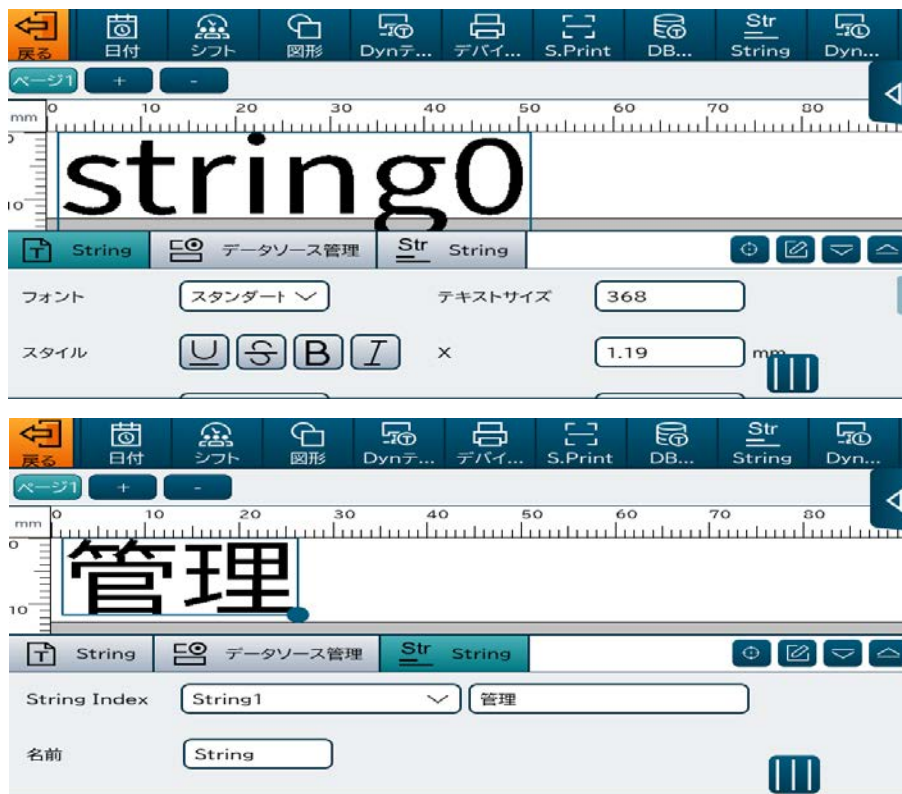 戻る 日付 シフト 図形 Dynテ... デバイ... S.Print DB... String Dyn...
Str
ページ1 + -
mm 0 10 20 30 40 50 60 70 80
0
string0
10
String データソース管理 Str String
フォント スタンダート テキストサイズ 368
スタイル U S B I X 1.19 mm
戻る 日付 シフト 図形 Dynテ... デバイ... S.Print DB... String Dyn...
Str
ページ1 + -
mm 0 10 20 30 40 50 60 70 80
0
管理
10
String データソース管理 Str String
String Index String1 管理
名前 String